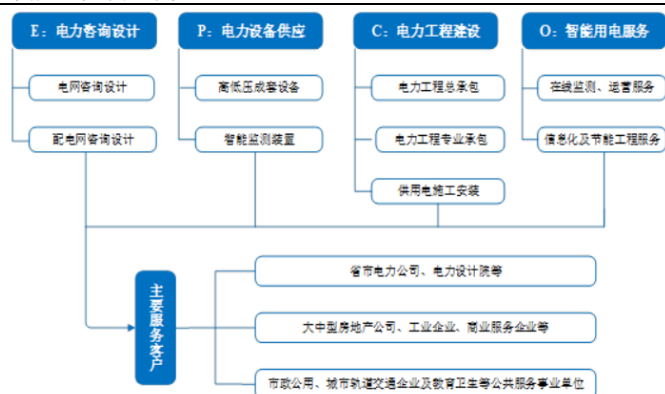 E：电力咨询设计
P：电力设备供应
C：电力工程建设
O：智能用电服务
电网咨询设计
高低压成套设备
电力工程总承包
在线监测、运营服务
配电网咨询设计
智能监测装置
电力工程专业承包
信息化及节能工程服务
供用电施工安装
主要服务客户
省市电力公司、电力设计院等
大中型房地产公司、工业企业、商业服务企业等
市政公用、城市轨道交通企业及教育卫生等公共服务事业单位